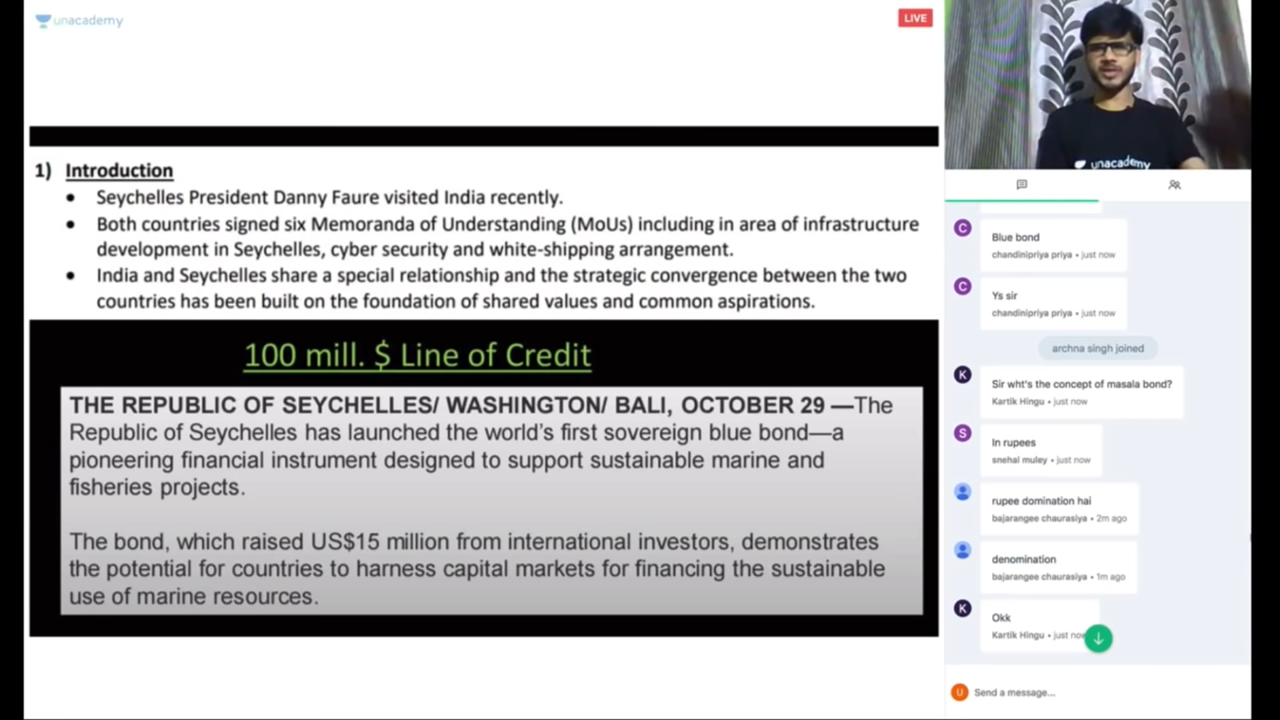 unacademy
LIVE
1) Introduction
• Seychelles President Danny Faure visited India recently.
• Both countries signed six Memoranda of Understanding (MoUs) including in area of infrastructure
development in Seychelles, cyber security and white-shipping arrangement.
• India and Seychelles share a special relationship and the strategic convergence between the two
countries has been built on the foundation of shared values and common aspirations.
100 mill. $ Line of Credit
THE REPUBLIC OF SEYCHELLES/ WASHINGTON/ BALI, OCTOBER 29 —The
Republic of Seychelles has launched the world's first sovereign blue bond—a
pioneering financial instrument designed to support sustainable marine and
fisheries projects.
The bond, which raised US$15 million from international investors, demonstrates
the potential for countries to harness capital markets for financing the sustainable
use of marine resources.
unacademy
C
Blue bond
chandinipriya priya • just now
C
Ys sir
chandinipriya priya • just now
archna singh joined
K
Sir wht's the concept of masala bond?
Kartik Hingu • just now
S
In rupees
snehal muley • just now
rupee domination hai
bajarangee chaurasiya • 2m ago
denomination
bajarangee chaurasiya • 1m ago
K
Okk
Kartik Hingu • just now
U
Send a message...